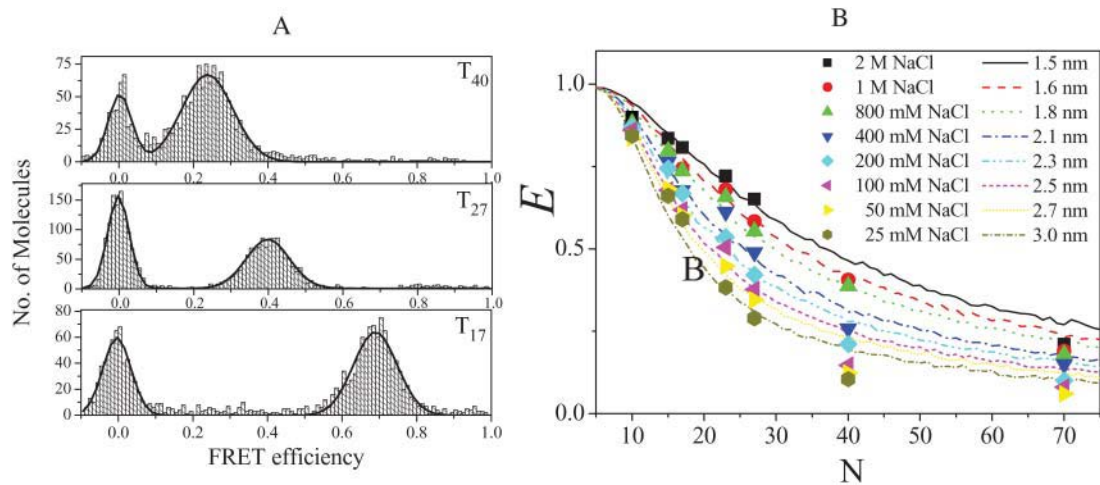 A
B
75
50
25
0
T40
150
75
0
T27
80
60
40
20
0
T17
0.0 0.2 0.4 0.6 0.8 1.0
No. of Molecules
FRET efficiency
1.0
0.5
0.0
E
2 M NaCl 1.5 nm
1 M NaCl 1.6 nm
800 mM NaCl 1.8 nm
400 mM NaCl 2.1 nm
200 mM NaCl 2.3 nm
100 mM NaCl 2.5 nm
50 mM NaCl 2.7 nm
25 mM NaCl 3.0 nm
B
10 20 30 40 50 60 70
N